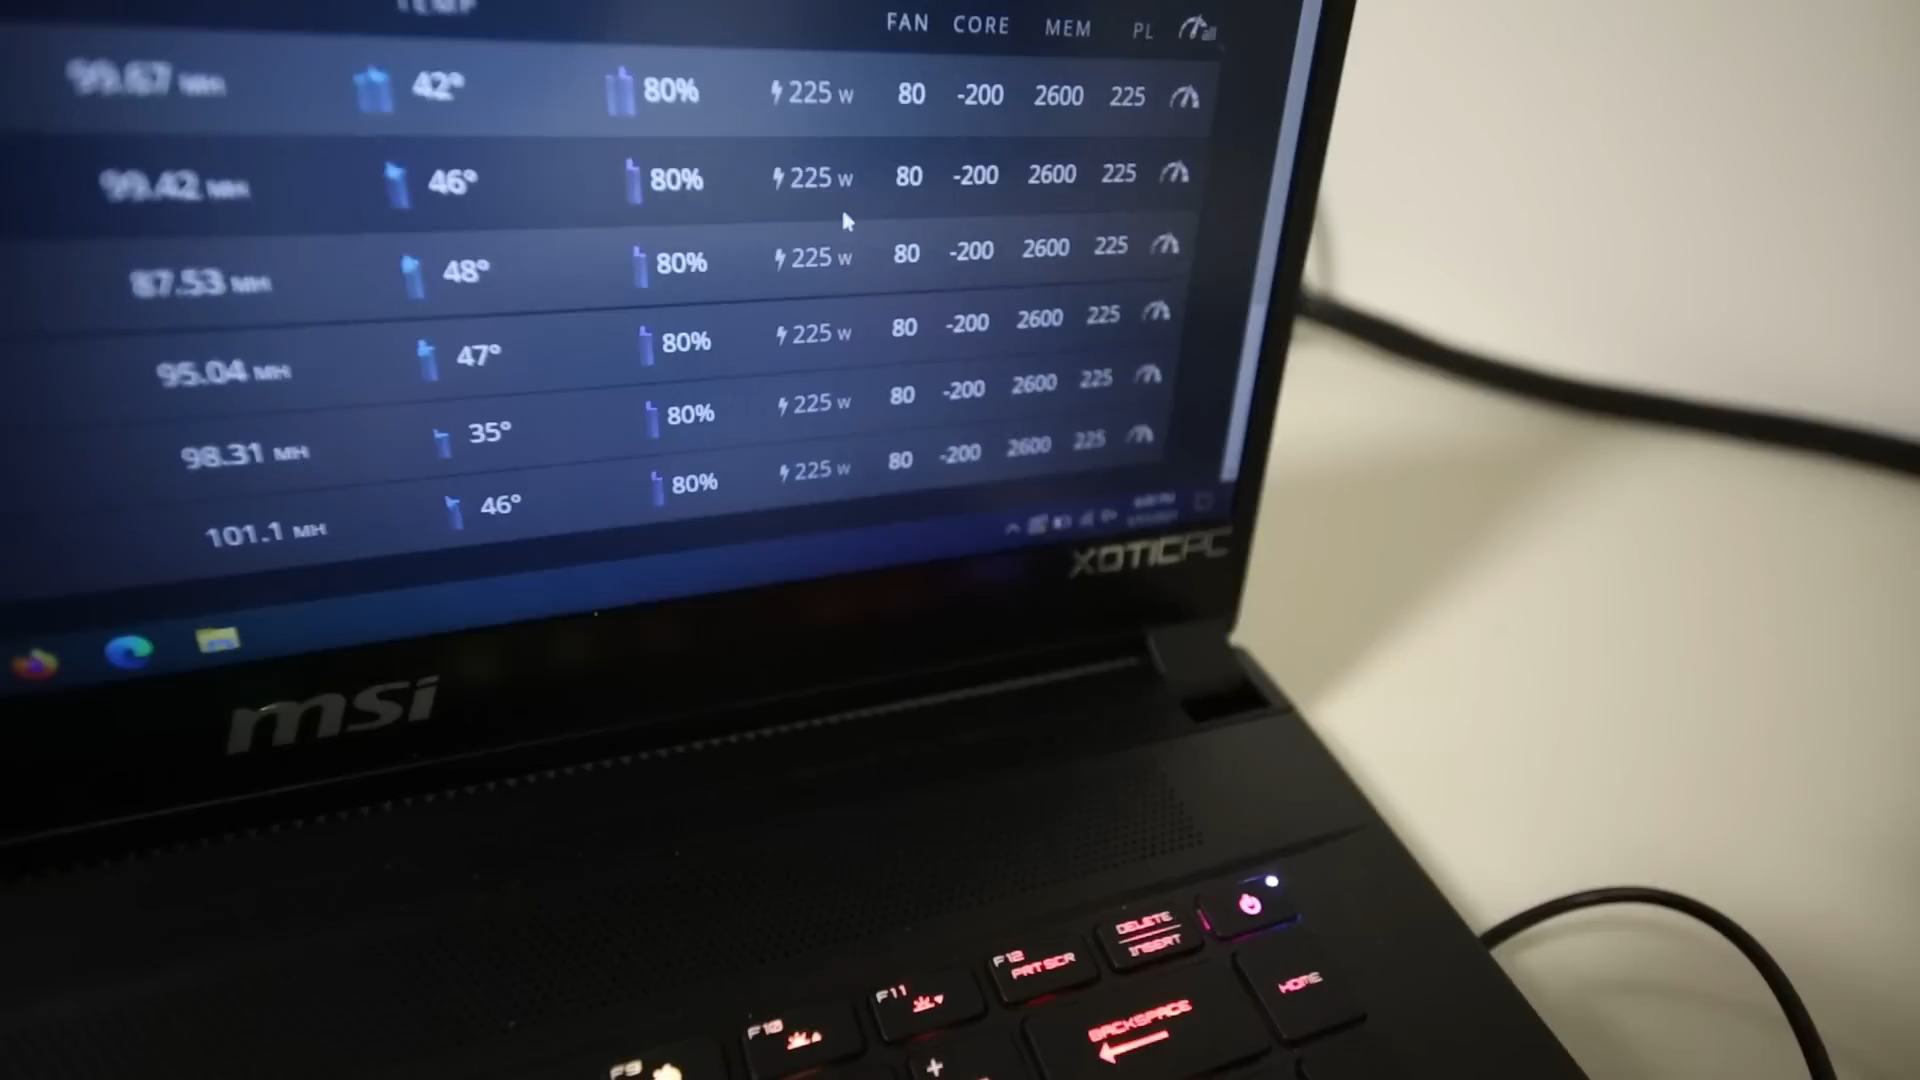 TEMP FAN CORE MEM PL all
99.67 MH 42° 80% 225 W 80 -200 2600 225
99.42 MH 46° 80% 225 W 80 -200 2600 225
87.53 MH 48° 80% 225 W 80 -200 2600 225
95.04 MH 47° 80% 225 W 80 -200 2600 225
98.31 MH 35° 80% 225 W 80 -200 2600 225
101.1 MH 46° 80% 225 W 80 -200 2600 225
XOTICPC
msi
DELETE
INSERT
F12
PRTSCR
HOME
F11
BACKSPACE
F10
F9
+